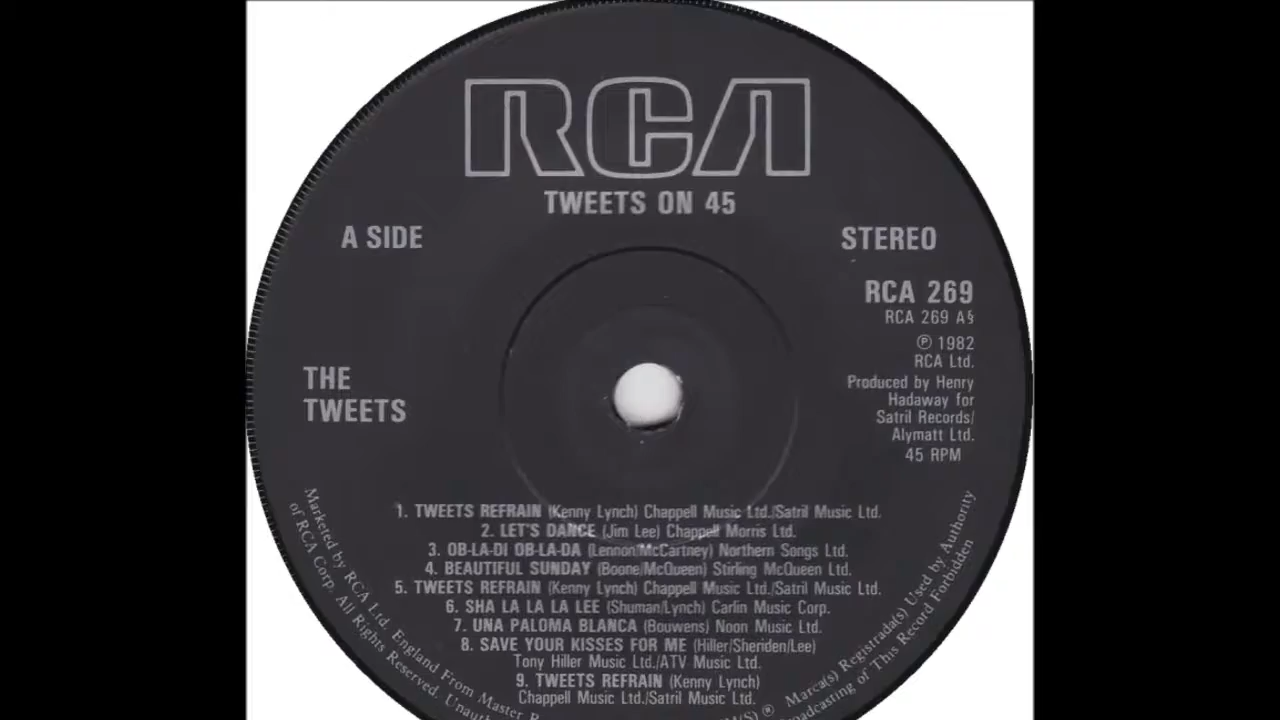 RCA
TWEETS ON 45
A SIDE
STEREO
RCA 269
RCA 269 A§
℗ 1982
RCA Ltd.
Produced by Henry
Hadaway for
Satril Records/
Alymatt Ltd.
45 RPM
THE
TWEETS
1. TWEETS REFRAIN (Kenny Lynch) Chappell Music Ltd./Satril Music Ltd.
2. LET'S DANCE (Jim Lee) Chappell Morris Ltd.
3. OB-LA-DI OB-LA-DA (Lennon/McCartney) Northern Songs Ltd.
4. BEAUTIFUL SUNDAY (Boone/McQueen) Stirling McQueen Ltd.
5. TWEETS REFRAIN (Kenny Lynch) Chappell Music Ltd./Satril Music Ltd.
6. SHA LA LA LA LEE (Shuman/Lynch) Carlin Music Corp.
7. UNA PALOMA BLANCA (Bouwens) Noon Music Ltd.
8. SAVE YOUR KISSES FOR ME (Hiller/Sheriden/Lee)
Tony Hiller Music Ltd./ATV Music Ltd.
9. TWEETS REFRAIN (Kenny Lynch)
Chappell Music Ltd./Satril Music Ltd.
Marketed by RCA Ltd. England From Master
of RCA Corp. All Rights Reserved.
® Marca(s) Registrada(s) Used by Authority
Broadcasting of This Record Forbidden